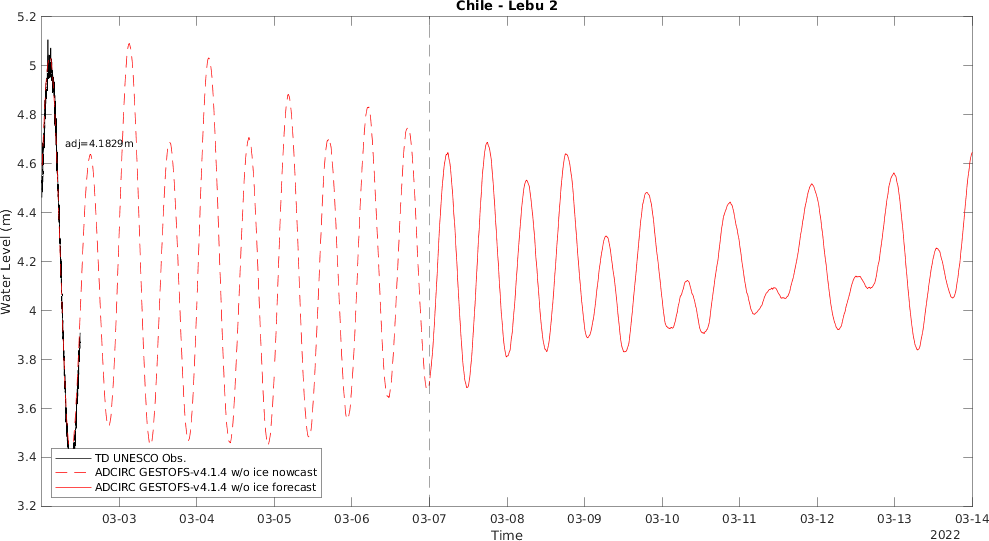 Chile - Lebu 2
5.2
5
4.8
4.6
4.4
4.2
4
3.8
3.6
3.4
3.2
Water Level (m)
adj=4.1829m
TD UNESCO Obs.
ADCIRC GESTOFS-v4.1.4 w/o ice nowcast
ADCIRC GESTOFS-v4.1.4 w/o ice forecast
03-03 03-04 03-05 03-06 03-07 03-08 03-09 03-10 03-11 03-12 03-13 03-14
Time
2022